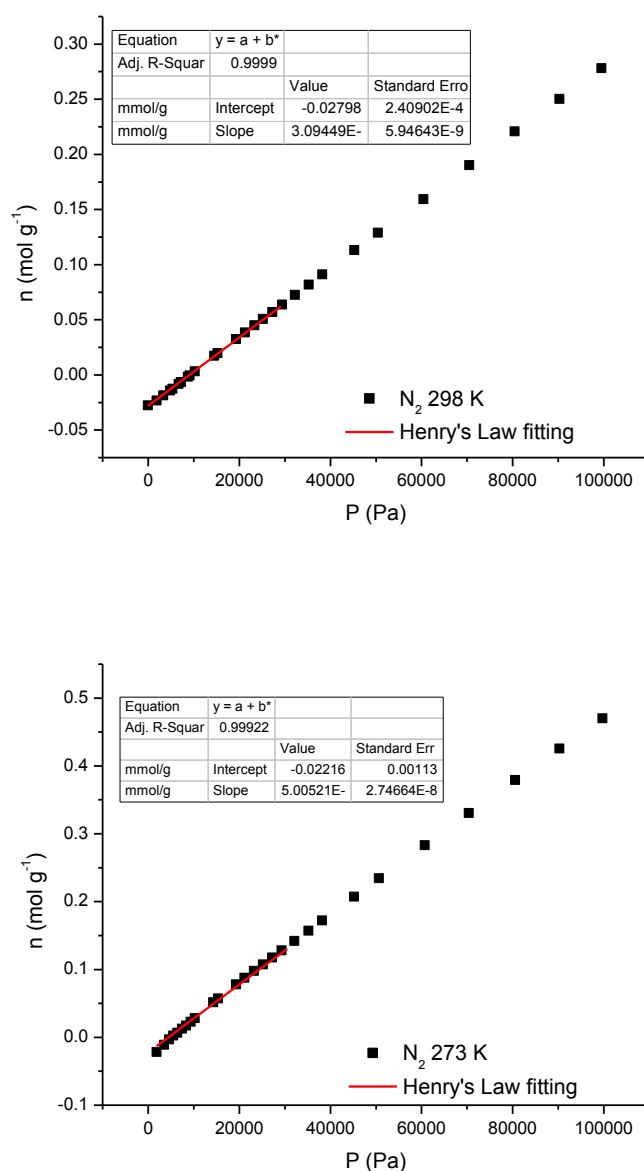 Equation y = a + b*
Adj. R-Squar 0.9999
Value Standard Erro
mmol/g Intercept -0.02798 2.40902E-4
mmol/g Slope 3.09449E- 5.94643E-9
0.30
0.25
0.20
0.15
0.10
0.05
0.00
-0.05
n (mol g⁻¹)
N₂ 298 K
Henry's Law fitting
0 20000 40000 60000 80000 100000
P (Pa)
Equation y = a + b*
Adj. R-Squar 0.99922
Value Standard Err
mmol/g Intercept -0.02216 0.00113
mmol/g Slope 5.00521E- 2.74664E-8
0.5
0.4
0.3
0.2
0.1
0.0
-0.1
n (mol g⁻¹)
N₂ 273 K
Henry's Law fitting
0 20000 40000 60000 80000 100000
P (Pa)